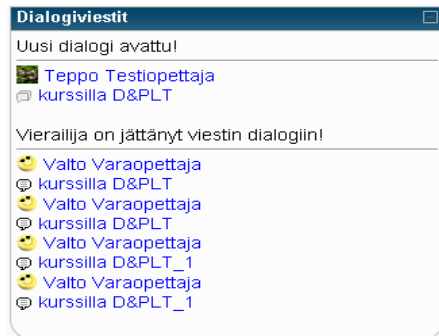 Dialogiviestit
Uusi dialogi avattu!
Teppo Testiopettaja
kurssilla D&PLT
Vierailija on jättänyt viestin dialogiin!
Valto Varaopettaja
kurssilla D&PLT
Valto Varaopettaja
kurssilla D&PLT
Valto Varaopettaja
kurssilla D&PLT_1
Valto Varaopettaja
kurssilla D&PLT_1